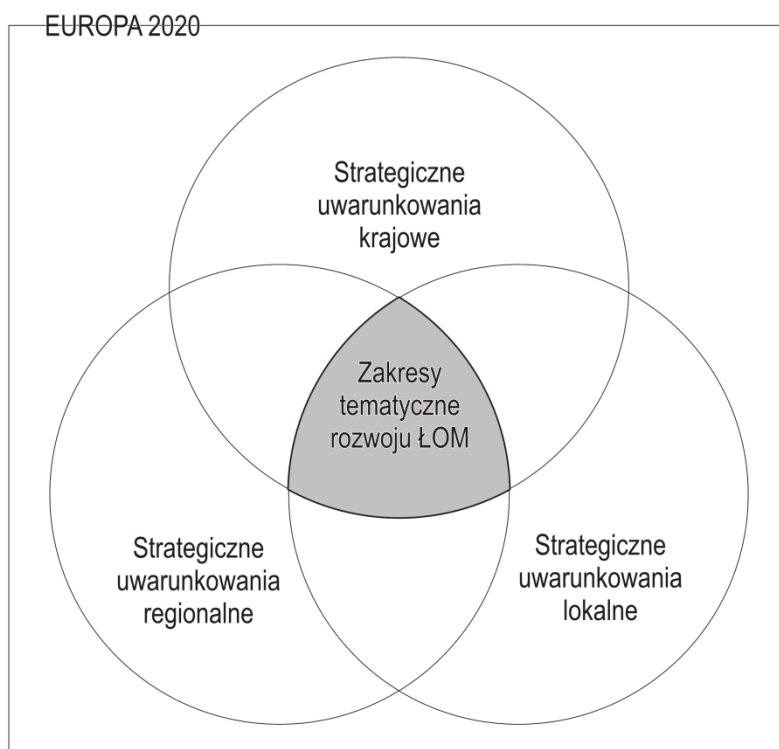 EUROPA 2020
Strategiczne
uwarunkowania
krajowe
Zakresy
tematyczne
rozwoju ŁOM
Strategiczne
uwarunkowania
regionalne
Strategiczne
uwarunkowania
lokalne